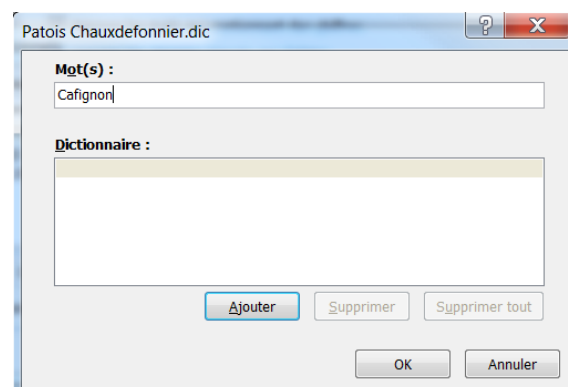 Patois Chauxdefonnier.dic
? X
Mot(s) :
Cafignon
Dictionnaire :
Ajouter Supprimer Supprimer tout
OK Annuler